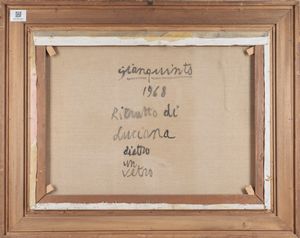 gianquinto
1968
Ritratto di
Luciana
dietro
un
vetro